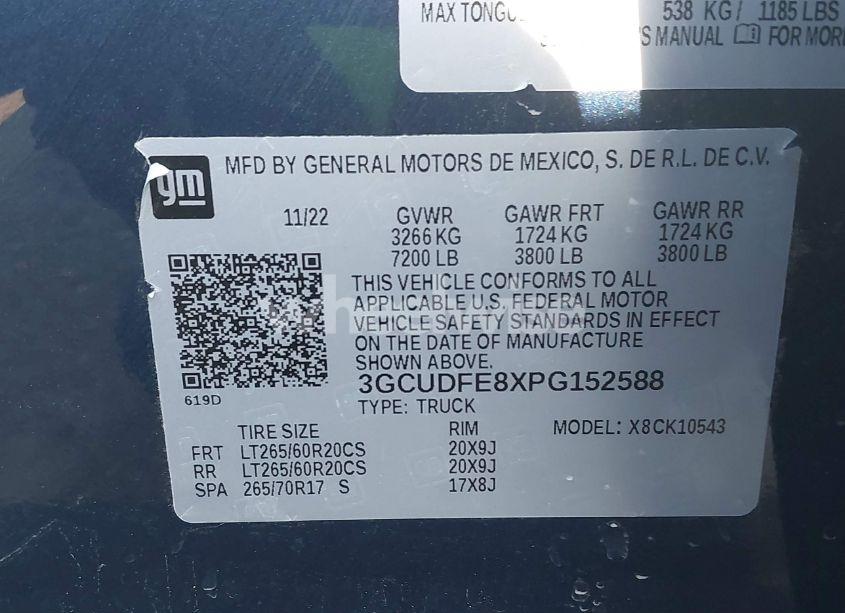 MAX TONGU 538 KG/ 1185 LBS
'S MANUAL FOR MORE
gm
MFD BY GENERAL MOTORS DE MEXICO, S. DE R.L. DE C.V.
11/22 GVWR GAWR FRT GAWR RR
3266 KG 1724 KG 1724 KG
7200 LB 3800 LB 3800 LB
THIS VEHICLE CONFORMS TO ALL
APPLICABLE U.S. FEDERAL MOTOR
VEHICLE SAFETY STANDARDS IN EFFECT
ON THE DATE OF MANUFACTURE
SHOWN ABOVE.
3GCUDFE8XPG152588
619D
TYPE: TRUCK
TIRE SIZE RIM MODEL: X8CK10543
FRT LT265/60R20CS 20X9J
RR LT265/60R20CS 20X9J
SPA 265/70R17 S 17X8J